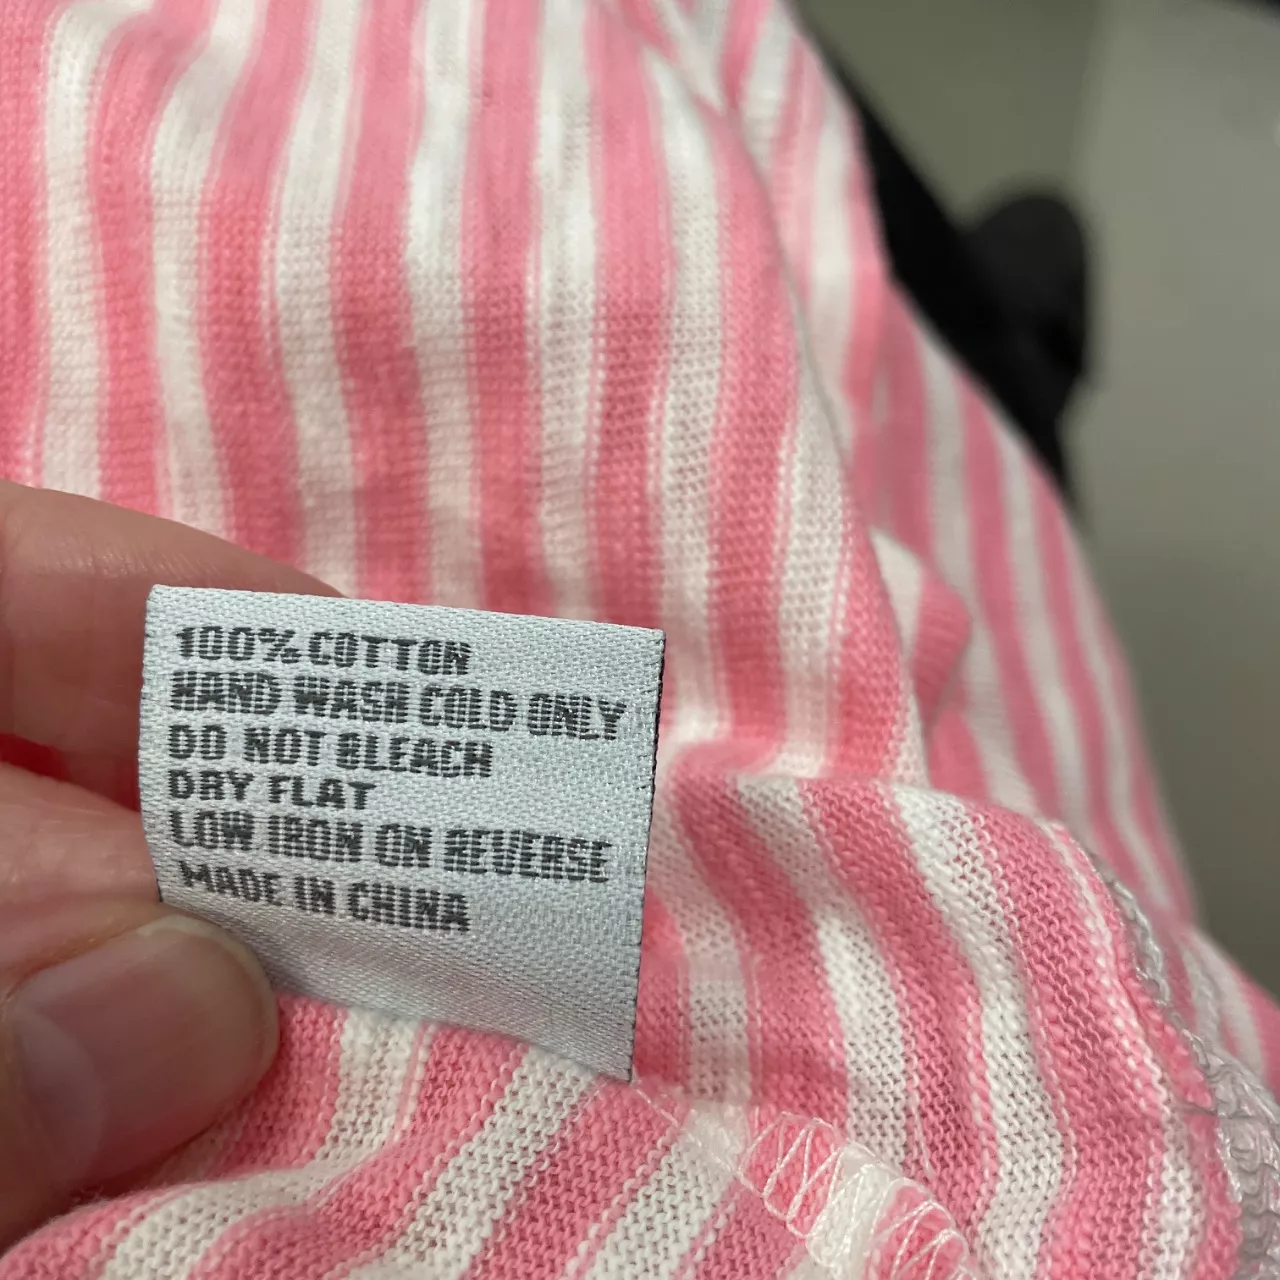 100% COTTON
HAND WASH COLD ONLY
DO NOT BLEACH
DRY FLAT
LOW IRON ON REVERSE
MADE IN CHINA